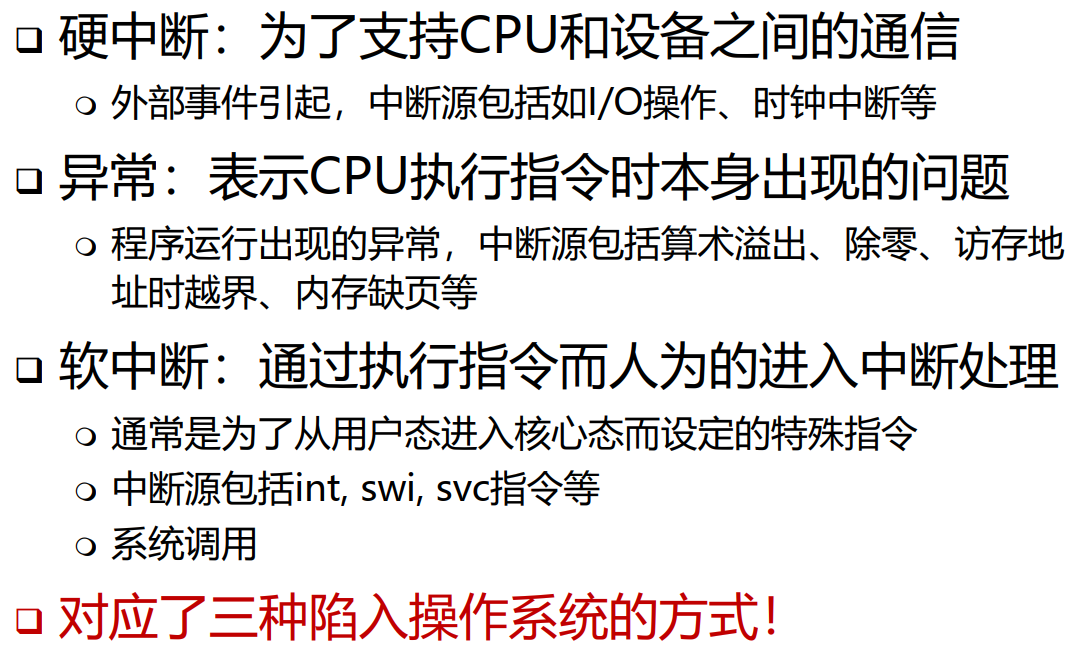 硬中断：为了支持CPU和设备之间的通信
外部事件引起，中断源包括如I/O操作、时钟中断等
异常：表示CPU执行指令时本身出现的问题
程序运行出现的异常，中断源包括算术溢出、除零、访存地
址时越界、内存缺页等
软中断：通过执行指令而人为的进入中断处理
通常是为了从用户态进入核心态而设定的特殊指令
中断源包括int, swi, svc指令等
系统调用
对应了三种陷入操作系统的方式！